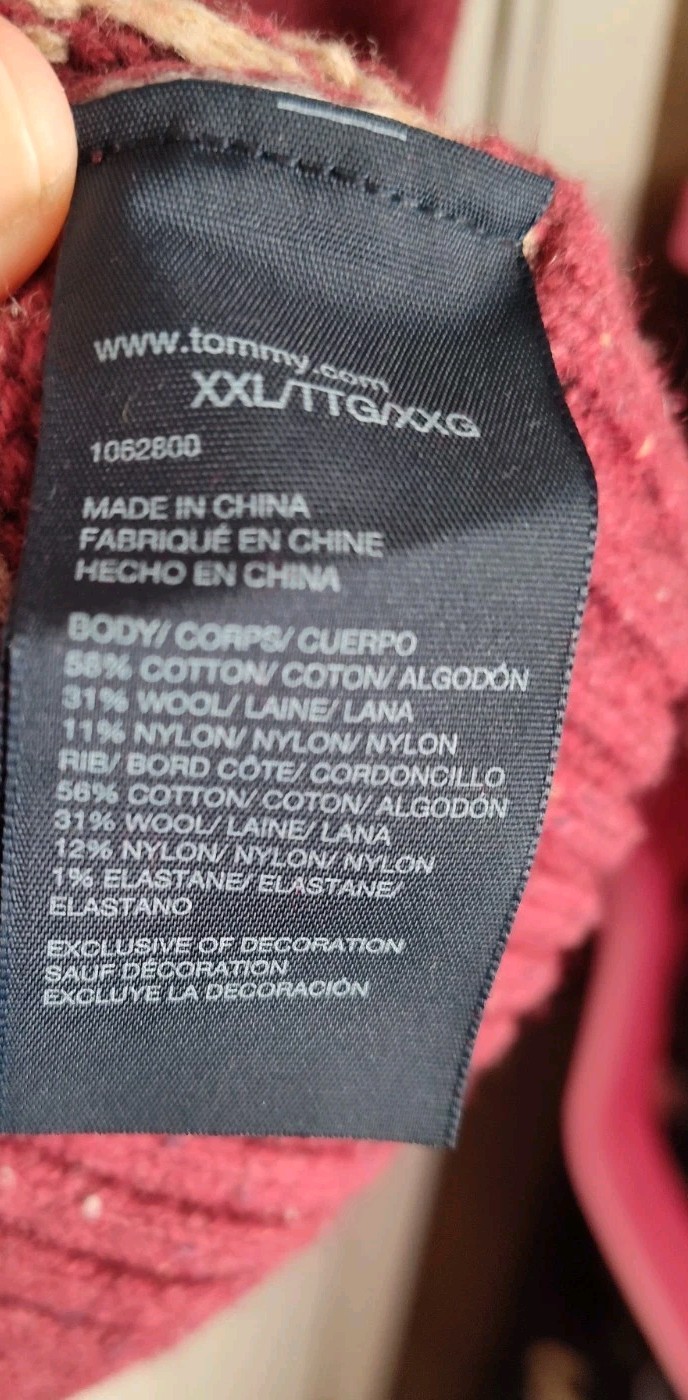 www.tommy.com
XXL/TTG/XXG
1062800
MADE IN CHINA
FABRIQUÉ EN CHINE
HECHO EN CHINA
BODY/ CORPS/ CUERPO
58% COTTON/ COTON/ ALGODÓN
31% WOOL/ LAINE/ LANA
11% NYLON/ NYLON/ NYLON
RIB/ BORD CÔTE/ CORDONCILLO
56% COTTON/ COTON/ ALGODÓN
31% WOOL/ LAINE/ LANA
12% NYLON/ NYLON/ NYLON
1% ELASTANE/ ELASTANE/
ELASTANO
EXCLUSIVE OF DECORATION
SAUF DÉCORATION
EXCLUYE LA DECORACIÓN